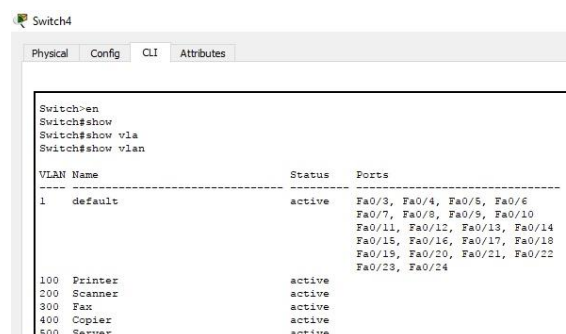 Switch4
Physical Config CLI Attributes
Switch>en
Switch#show
Switch#show vla
Switch#show vlan
VLAN Name Status Ports
---- -------------------------------- --------- -------------------------------
1 default active Fa0/3, Fa0/4, Fa0/5, Fa0/6
Fa0/7, Fa0/8, Fa0/9, Fa0/10
Fa0/11, Fa0/12, Fa0/13, Fa0/14
Fa0/15, Fa0/16, Fa0/17, Fa0/18
Fa0/19, Fa0/20, Fa0/21, Fa0/22
Fa0/23, Fa0/24
100 Printer active
200 Scanner active
300 Fax active
400 Copier active
500 Server active